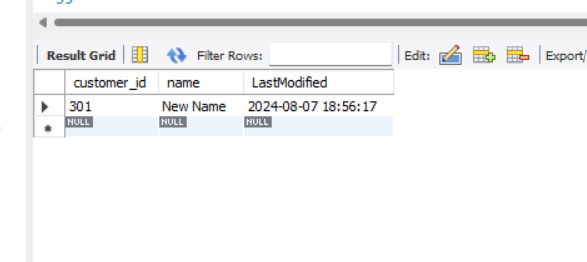 Result Grid Filter Rows: Edit: Export/
customer_id name LastModified
301 New Name 2024-08-07 18:56:17
NULL NULL NULL